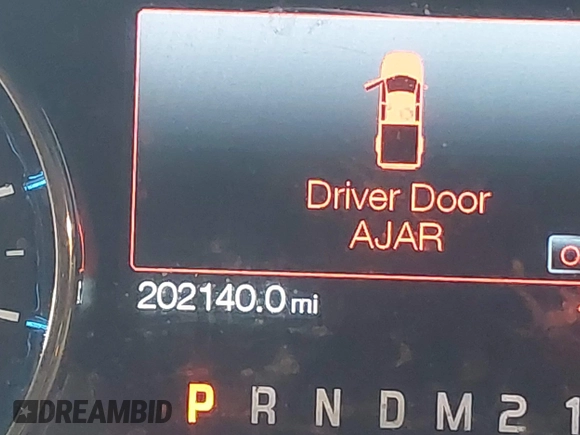 Driver Door
AJAR
O
202140.0 mi
P R N D M 2 1
DREAMBID